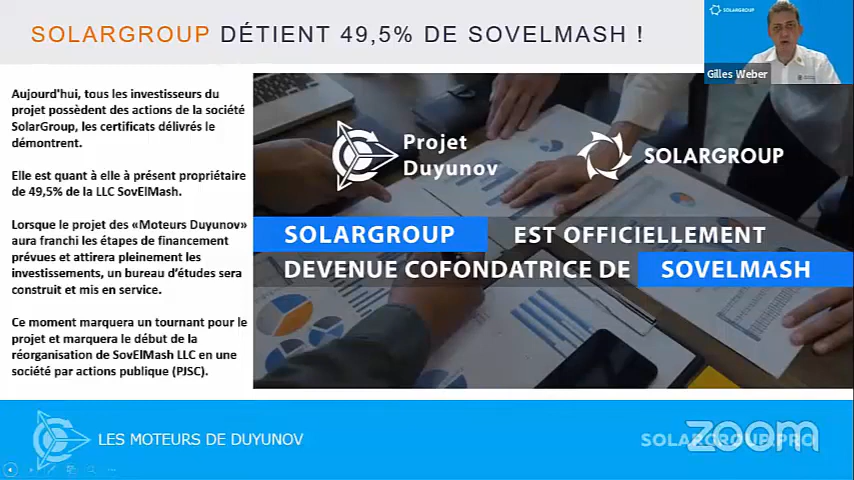 SOLARGROUP DÉTIENT 49,5% DE SOVELMASH !
SOLARGROUP
Gilles Weber
Aujourd'hui, tous les investisseurs du
projet possèdent des actions de la société
SolarGroup, les certificats délivrés le
démontrent.
Elle est quant à elle à présent propriétaire
de 49,5% de la LLC SovElMash.
Lorsque le projet des «Moteurs Duyunov»
aura franchi les étapes de financement
prévues et attirera pleinement les
investissements, un bureau d'études sera
construit et mis en service.
Ce moment marquera un tournant pour le
projet et marquera le début de la
réorganisation de SovElMash LLC en une
société par actions publique (PJSC).
Projet
Duyunov
SOLARGROUP
SOLARGROUP EST OFFICIELLEMENT
DEVENUE COFONDATRICE DE SOVELMASH
LES MOTEURS DE DUYUNOV
SOLARGROUP.PRO
zoom